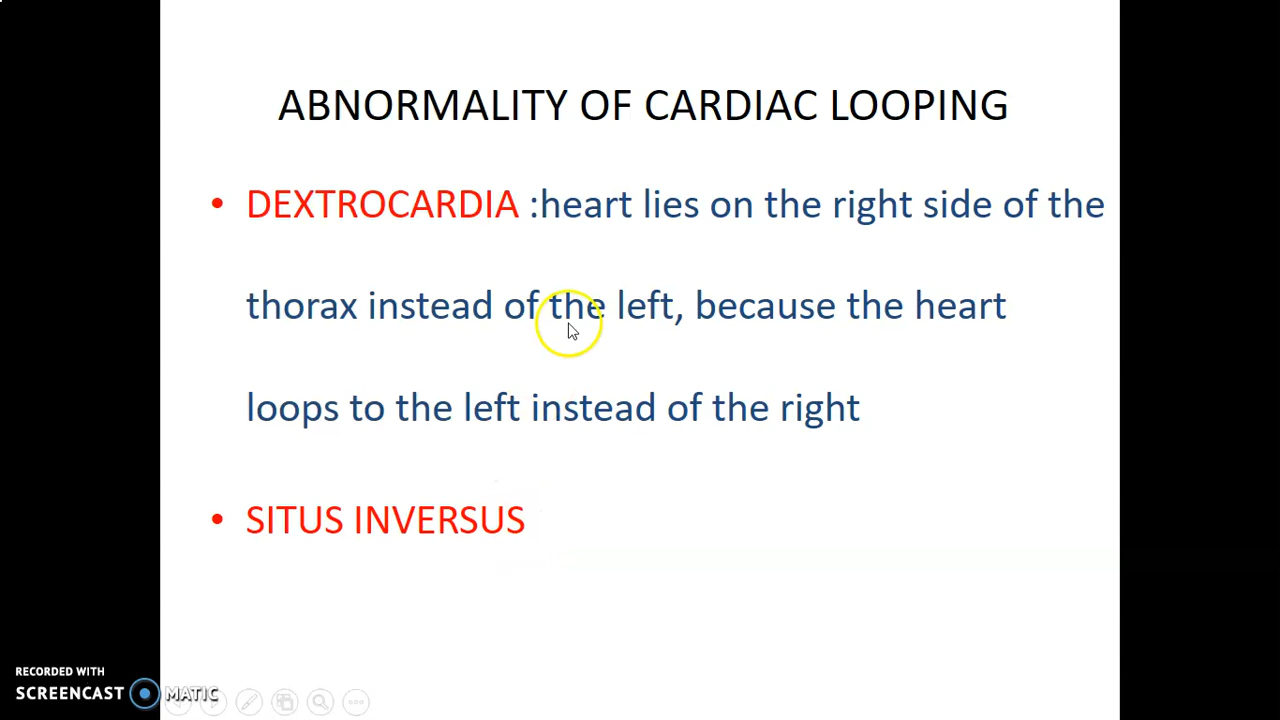 ABNORMALITY OF CARDIAC LOOPING
• DEXTROCARDIA :heart lies on the right side of the
thorax instead of the left, because the heart
loops to the left instead of the right
• SITUS INVERSUS
RECORDED WITH
SCREENCAST MATIC